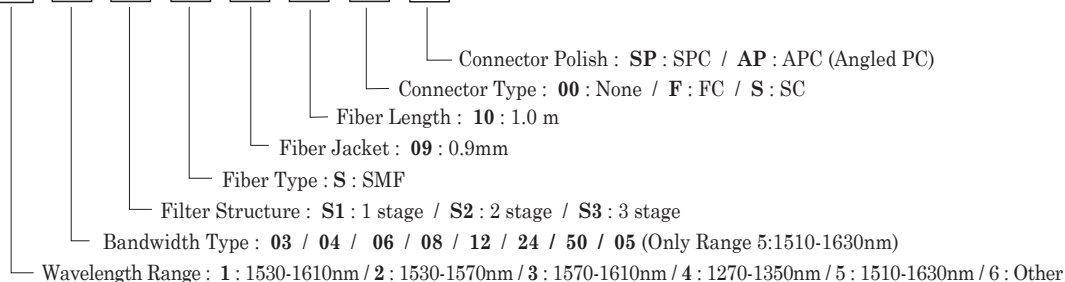 Connector Polish : SP : SPC / AP : APC (Angled PC)
Connector Type : 00 : None / F : FC / S : SC
Fiber Length : 10 : 1.0 m
Fiber Jacket : 09 : 0.9mm
Fiber Type : S : SMF
Filter Structure : S1 : 1 stage / S2 : 2 stage / S3 : 3 stage
Bandwidth Type : 03 / 04 / 06 / 08 / 12 / 24 / 50 / 05 (Only Range 5:1510-1630nm)
Wavelength Range : 1 : 1530-1610nm / 2 : 1530-1570nm / 3 : 1570-1610nm / 4 : 1270-1350nm / 5 : 1510-1630nm / 6 : Other